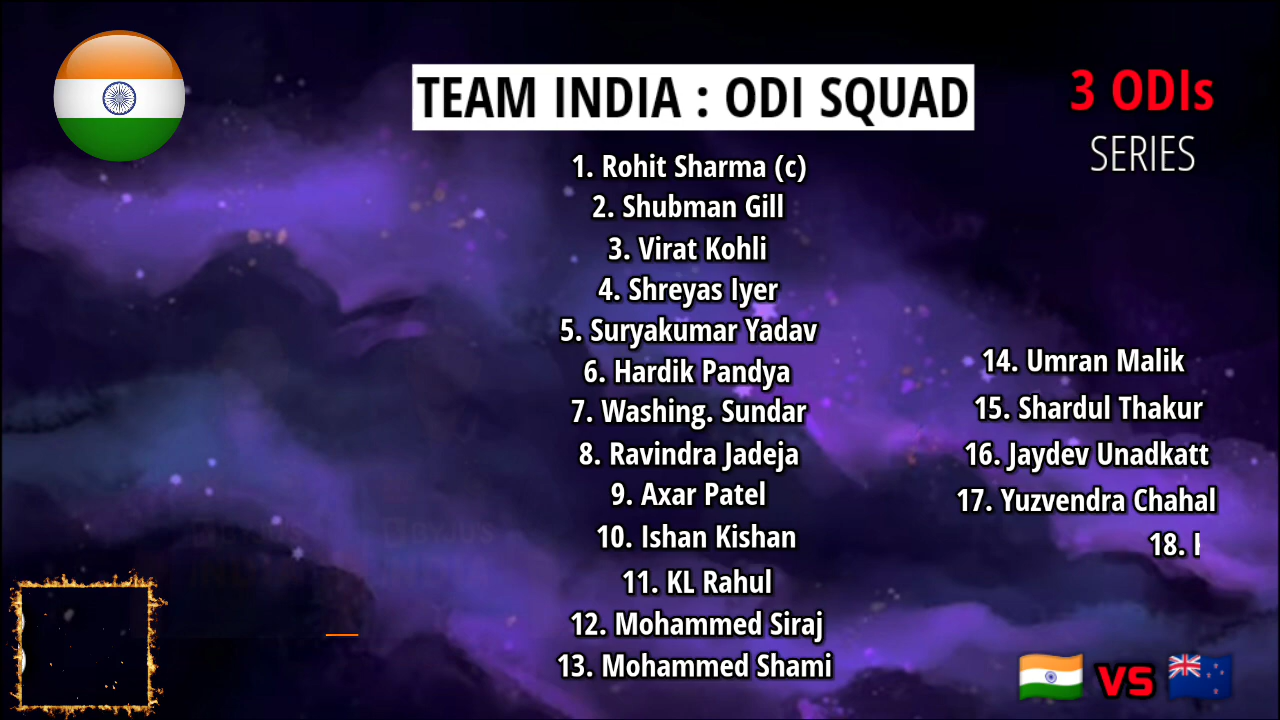 TEAM INDIA : ODI SQUAD
3 ODIs
SERIES
1. Rohit Sharma (c)
2. Shubman Gill
3. Virat Kohli
4. Shreyas Iyer
5. Suryakumar Yadav
6. Hardik Pandya
7. Washing. Sundar
8. Ravindra Jadeja
9. Axar Patel
10. Ishan Kishan
11. KL Rahul
12. Mohammed Siraj
13. Mohammed Shami
14. Umran Malik
15. Shardul Thakur
16. Jaydev Unadkatt
17. Yuzvendra Chahal
18.
BYJU'S
VS